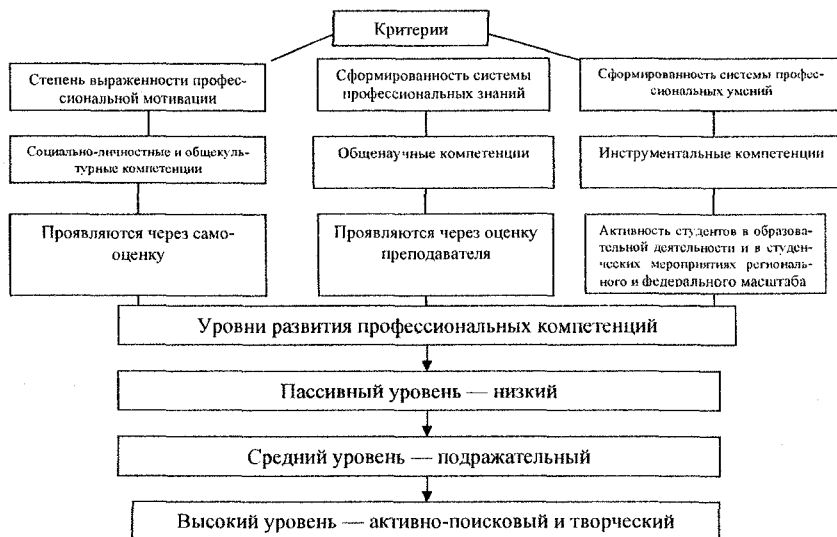 Критерии
Степень выраженности профес-
сиональной мотивации
Сформированность системы
профессиональных знаний
Сформированность системы профес-
сиональных умений
Социально-личностные и общекуль-
турные компетенции
Общенаучные компетенции
Инструментальные компетенции
Проявляются через само-
оценку
Проявляются через оценку
преподавателя
Активность студентов в образова-
тельной деятельности и в студен-
ческих мероприятиях региональ-
ного и федерального масштаба
Уровни развития профессиональных компетенций
Пассивный уровень — низкий
Средний уровень — подражательный
Высокий уровень — активно-поисковый и творческий